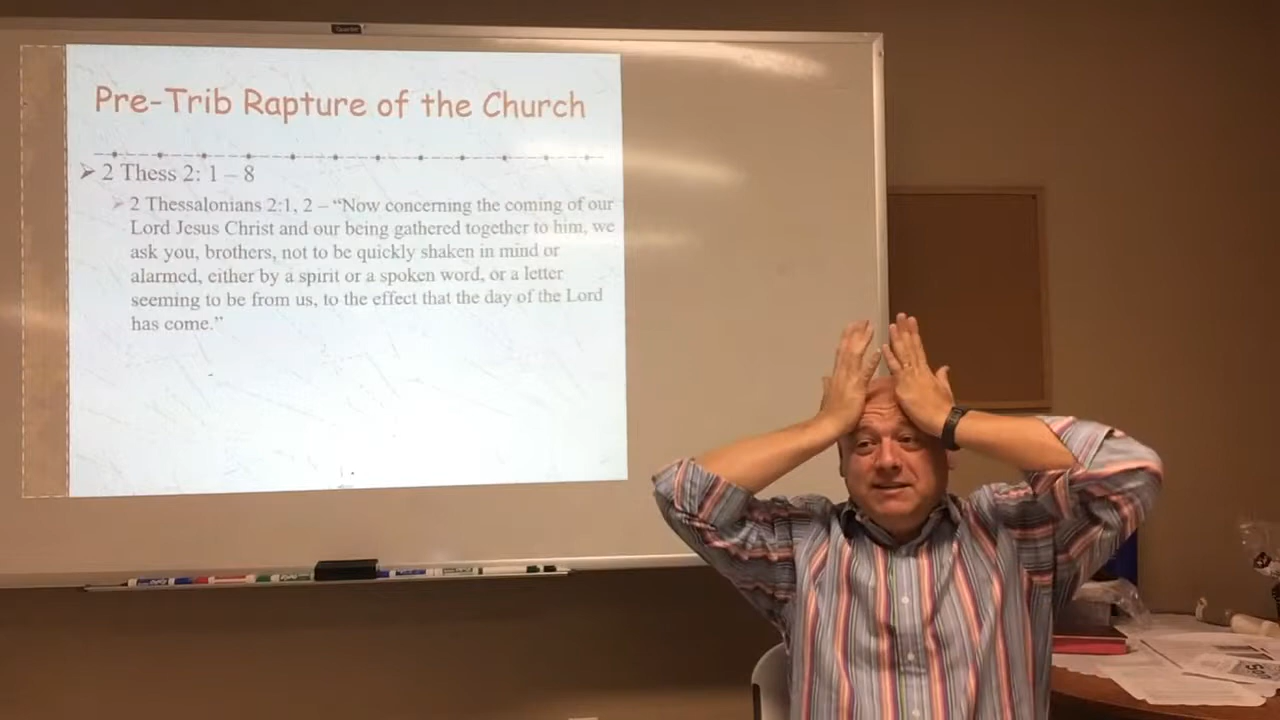 Quartet
Pre-Trib Rapture of the Church
➢ 2 Thess 2: 1 – 8
➢ 2 Thessalonians 2:1, 2 – “Now concerning the coming of our
Lord Jesus Christ and our being gathered together to him, we
ask you, brothers, not to be quickly shaken in mind or
alarmed, either by a spirit or a spoken word, or a letter
seeming to be from us, to the effect that the day of the Lord
has come.”